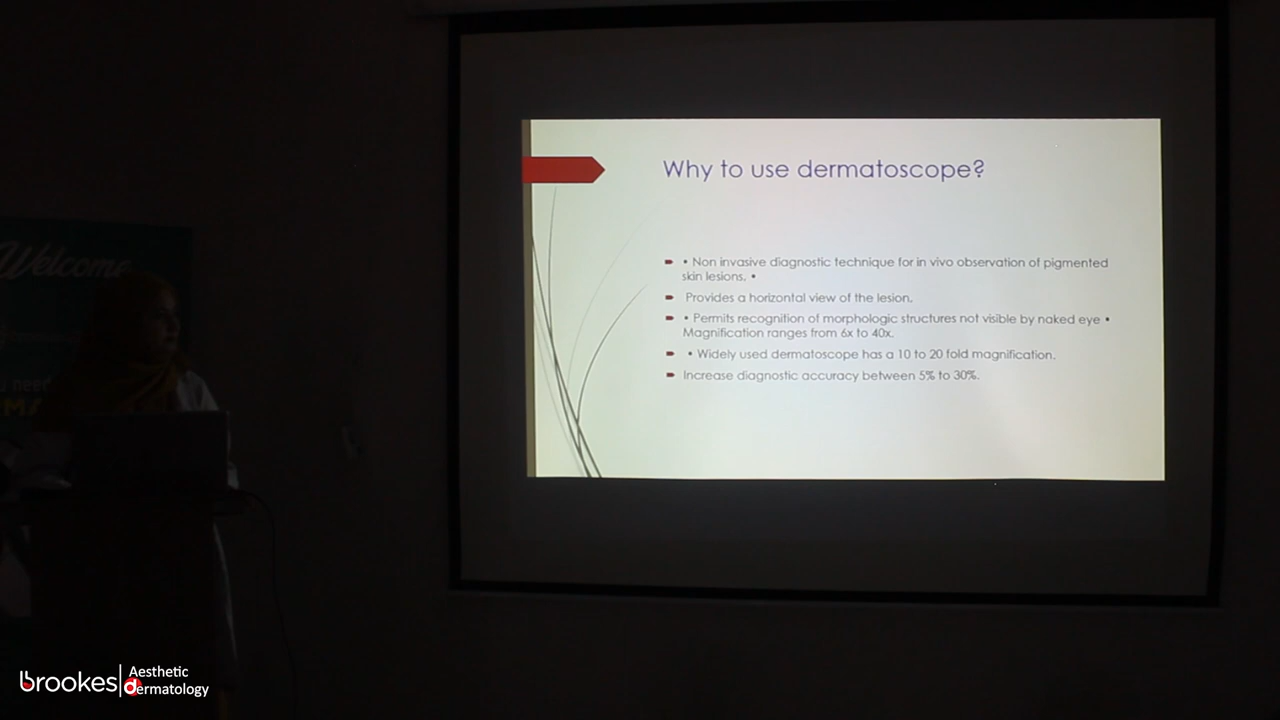 Why to use dermatoscope?
• Non invasive diagnostic technique for in vivo observation of pigmented
skin lesions. •
Provides a horizontal view of the lesion.
• Permits recognition of morphologic structures not visible by naked eye •
Magnification ranges from 6x to 40x.
• Widely used dermatoscope has a 10 to 20 fold magnification.
Increase diagnostic accuracy between 5% to 30%.
Welcome
need
brookes
Aesthetic
dermatology